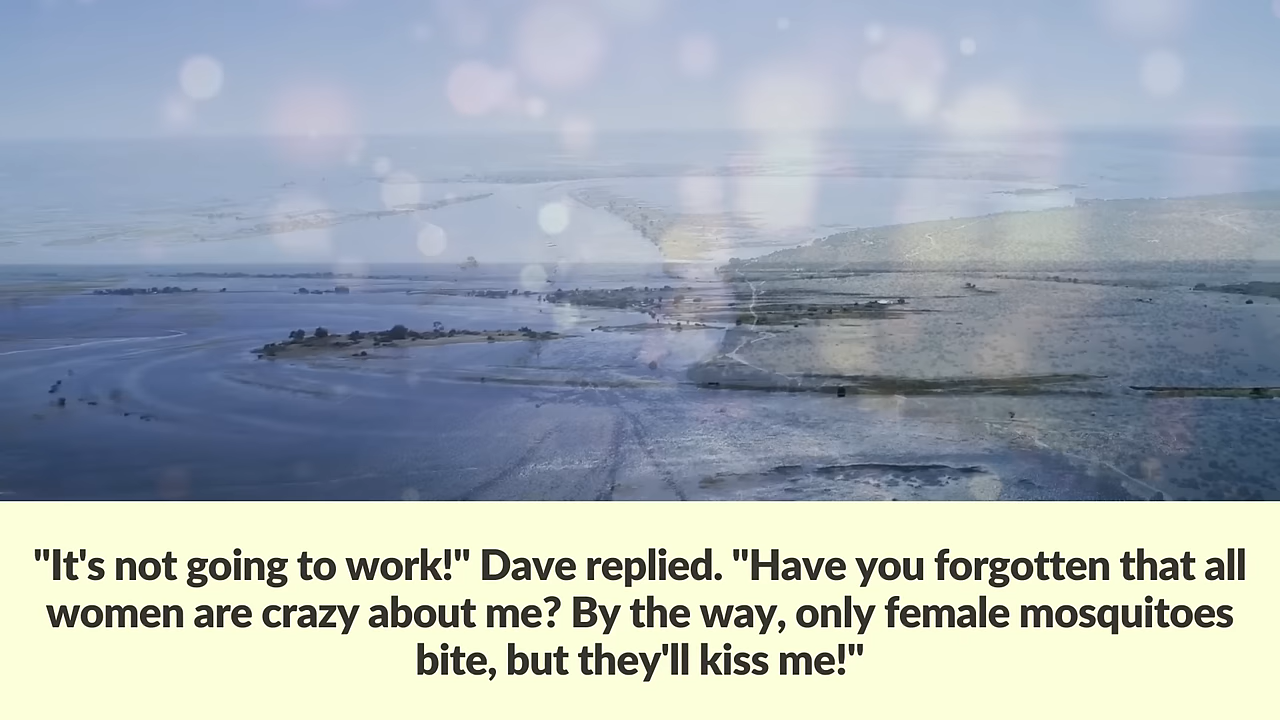 "It's not going to work!" Dave replied. "Have you forgotten that all
women are crazy about me? By the way, only female mosquitoes
bite, but they'll kiss me!"